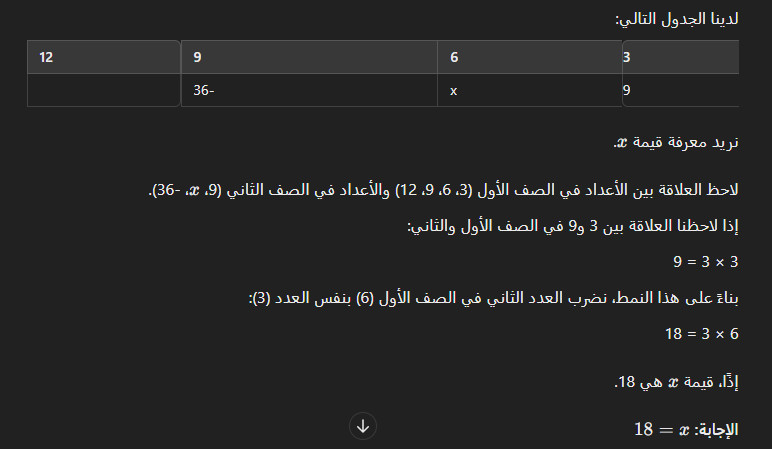 لدينا الجدول التالي:
3 6 9 12
9 x 36-
نريد معرفة قيمة x.
لاحظ العلاقة بين الأعداد في الصف الأول (3، 6، 9، 12) والأعداد في الصف الثاني (9، x، -36).
إذا لاحظنا العلاقة بين 3 و9 في الصف الأول والثاني:
9 = 3 × 3
بناءً على هذا النمط، نضرب العدد الثاني في الصف الأول (6) بنفس العدد (3):
18 = 3 × 6
إذًا، قيمة x هي 18.
الإجابة: 18 = x